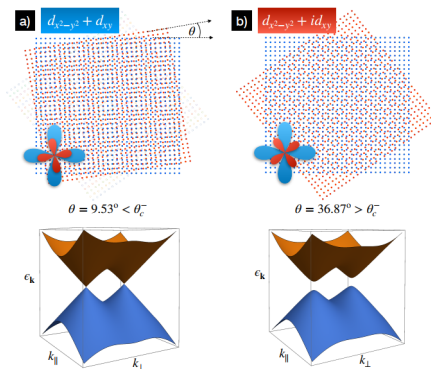 a) d_{x²−y²} + d_{xy}
θ
b) d_{x²−y²} + id_{xy}
θ = 9.53° < θ_c^−
θ = 36.87° > θ_c^−
ϵ_k
k_∥
k_⊥
k_∥
k_⊥